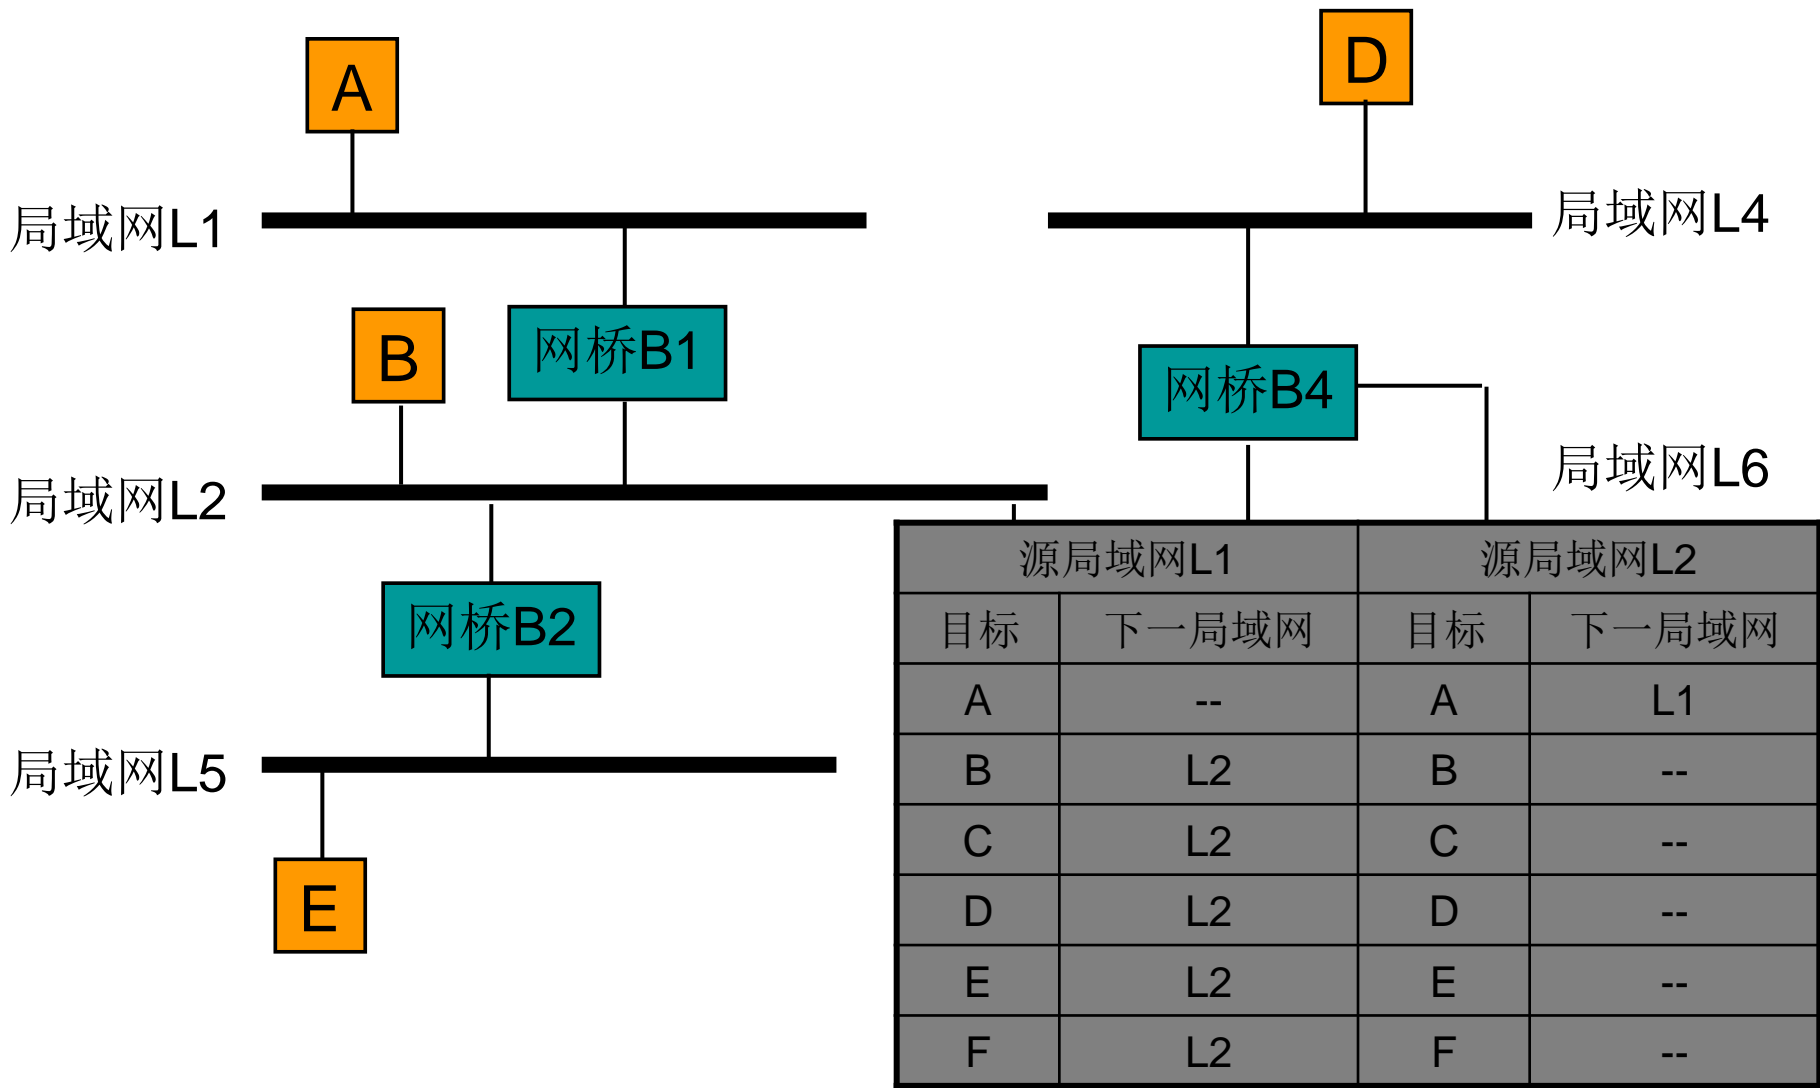 A
D
局域网L1
局域网L4
B
网桥B1
网桥B4
局域网L2
局域网L6
网桥B2
局域网L5
E
源局域网L1 源局域网L2
目标 下一局域网 目标 下一局域网
A -- A L1
B L2 B --
C L2 C --
D L2 D --
E L2 E --
F L2 F --